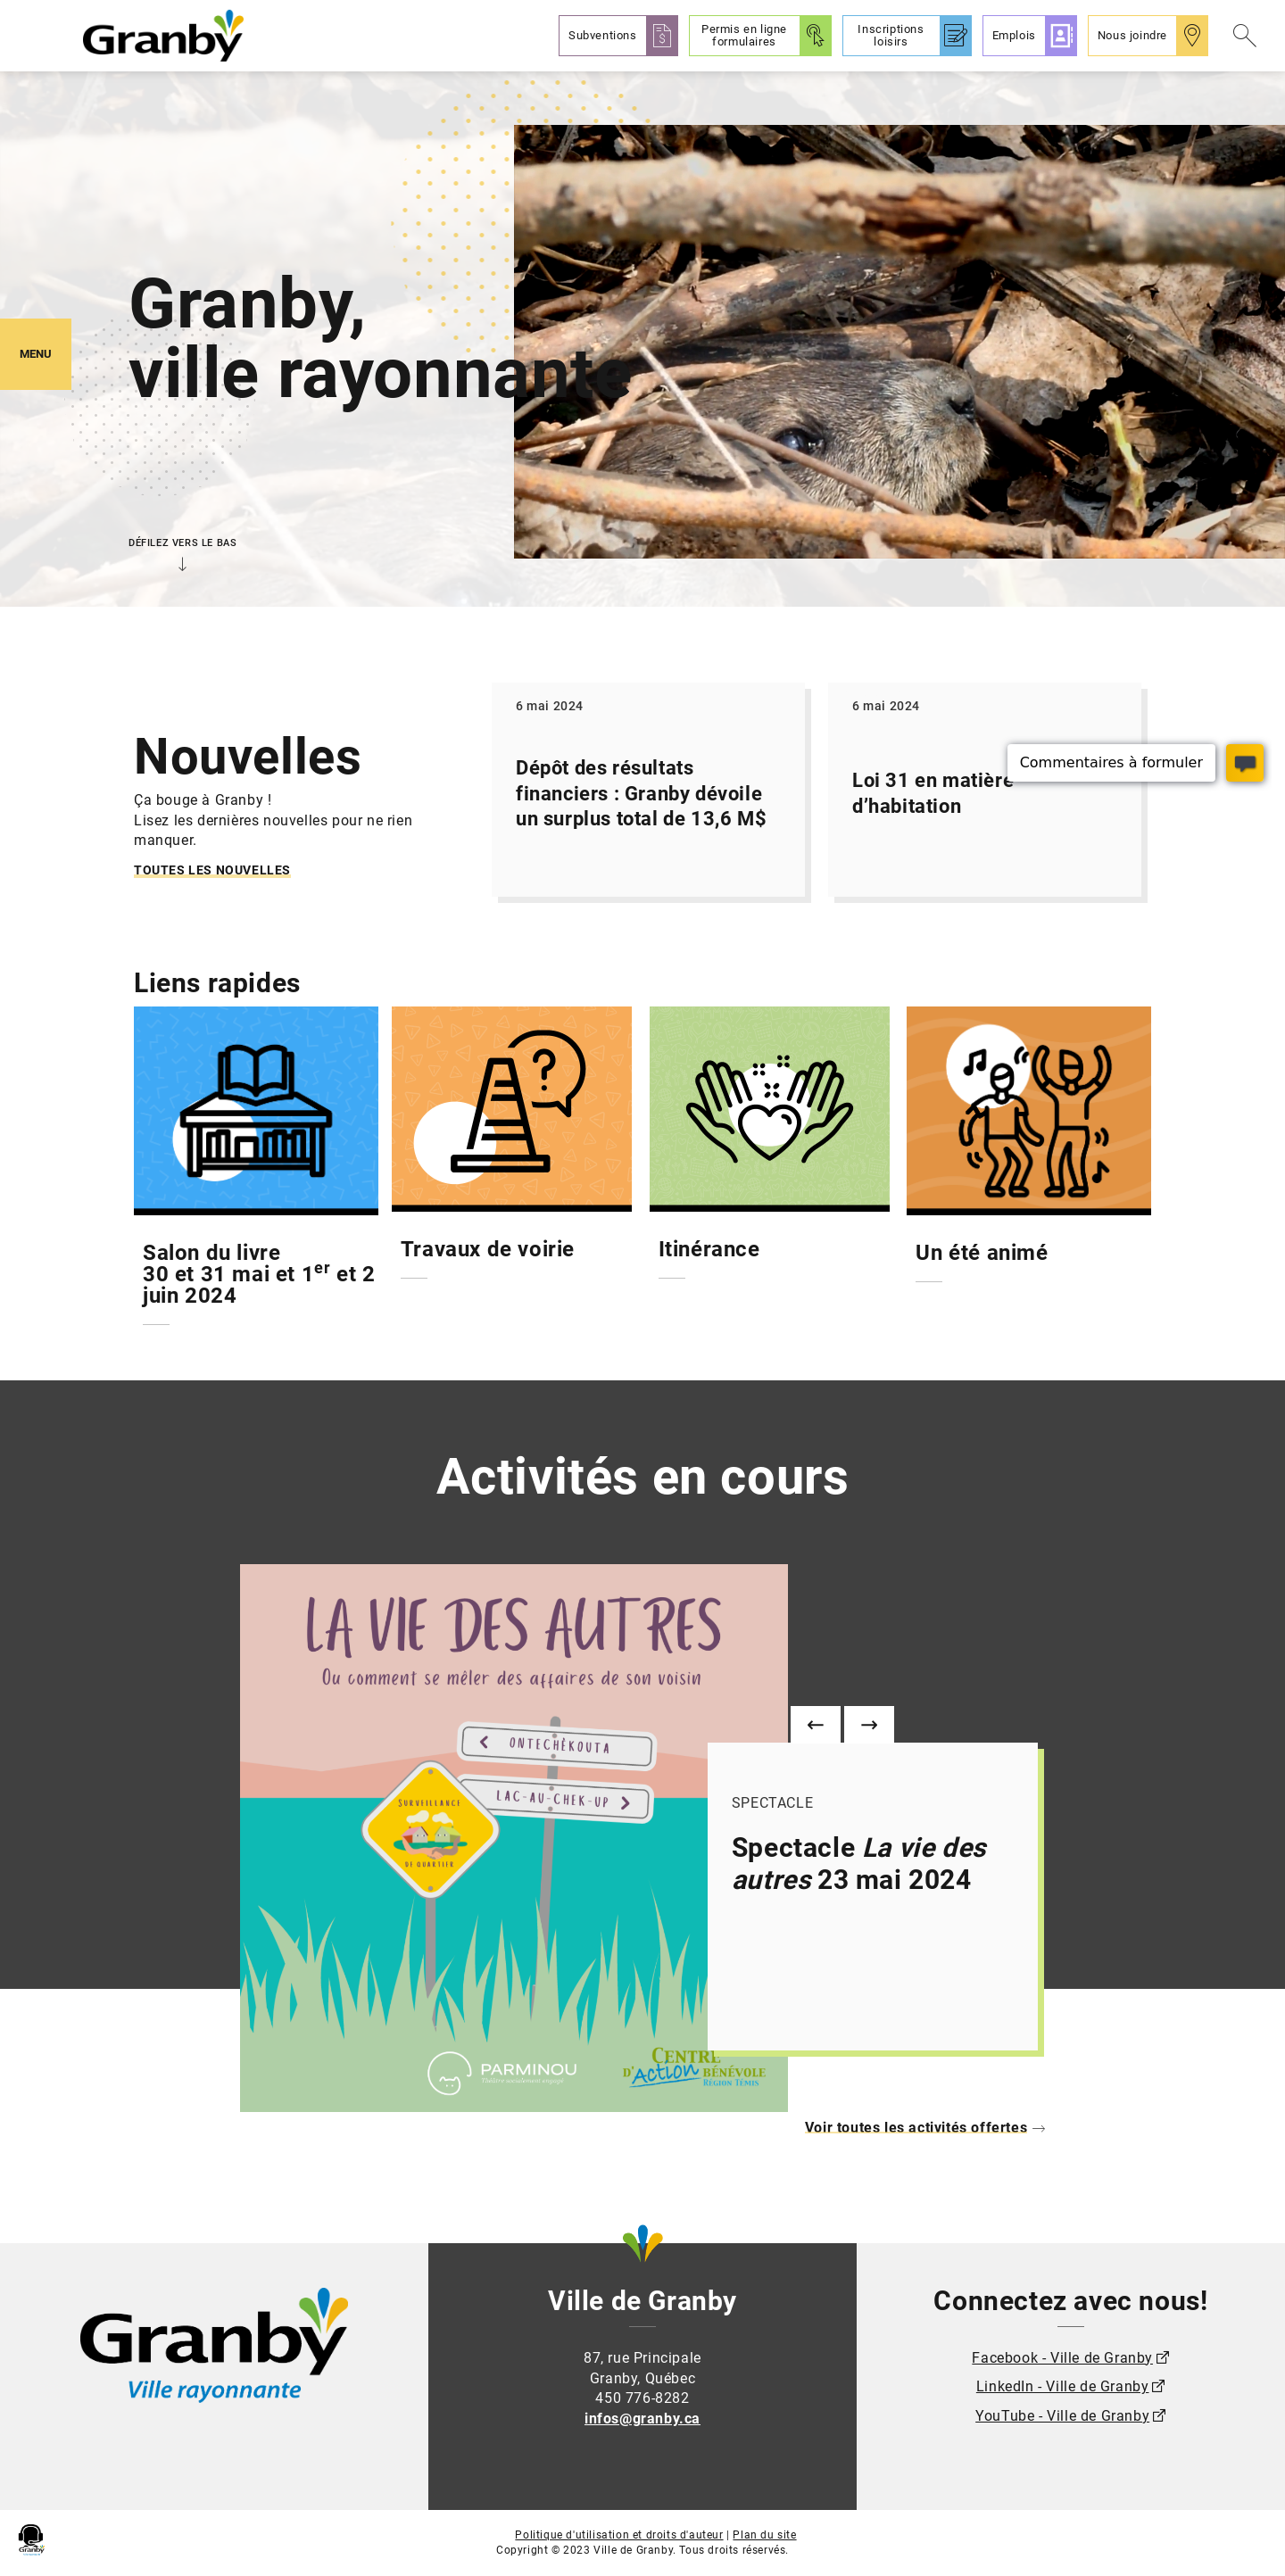 Granby
Subventions
Permis en ligne
formulaires
Inscriptions
loisirs
Emplois
Nous joindre
Granby,
ville rayonnante
MENU
DÉFILEZ VERS LE BAS
Nouvelles
Ça bouge à Granby !
Lisez les dernières nouvelles pour ne rien
manquer.
TOUTES LES NOUVELLES
6 mai 2024
Dépôt des résultats
financiers : Granby dévoile
un surplus total de 13,6 M$
6 mai 2024
Loi 31 en matière
d’habitation
Commentaires à formuler
Liens rapides
Salon du livre
30 et 31 mai et 1er et 2
juin 2024
Travaux de voirie
Itinérance
Un été animé
Activités en cours
LA VIE DES AUTRES
Ou comment se mêler des affaires de son voisin
ONTECHÉKOUTA
LAC-AU-CHEK-UP
SURVEILLANCE
DE QUARTIER
PARMINOU
Théâtre socialement engagé
CENTRE
D'Action BÉNÉVOLE
RÉGION TÉMIS
SPECTACLE
Spectacle La vie des
autres 23 mai 2024
Voir toutes les activités offertes
Granby
Ville rayonnante
Ville de Granby
87, rue Principale
Granby, Québec
450 776-8282
infos@granby.ca
Connectez avec nous!
Facebook - Ville de Granby
LinkedIn - Ville de Granby
YouTube - Ville de Granby
Granby
Politique d'utilisation et droits d'auteur | Plan du site
Copyright © 2023 Ville de Granby. Tous droits réservés.